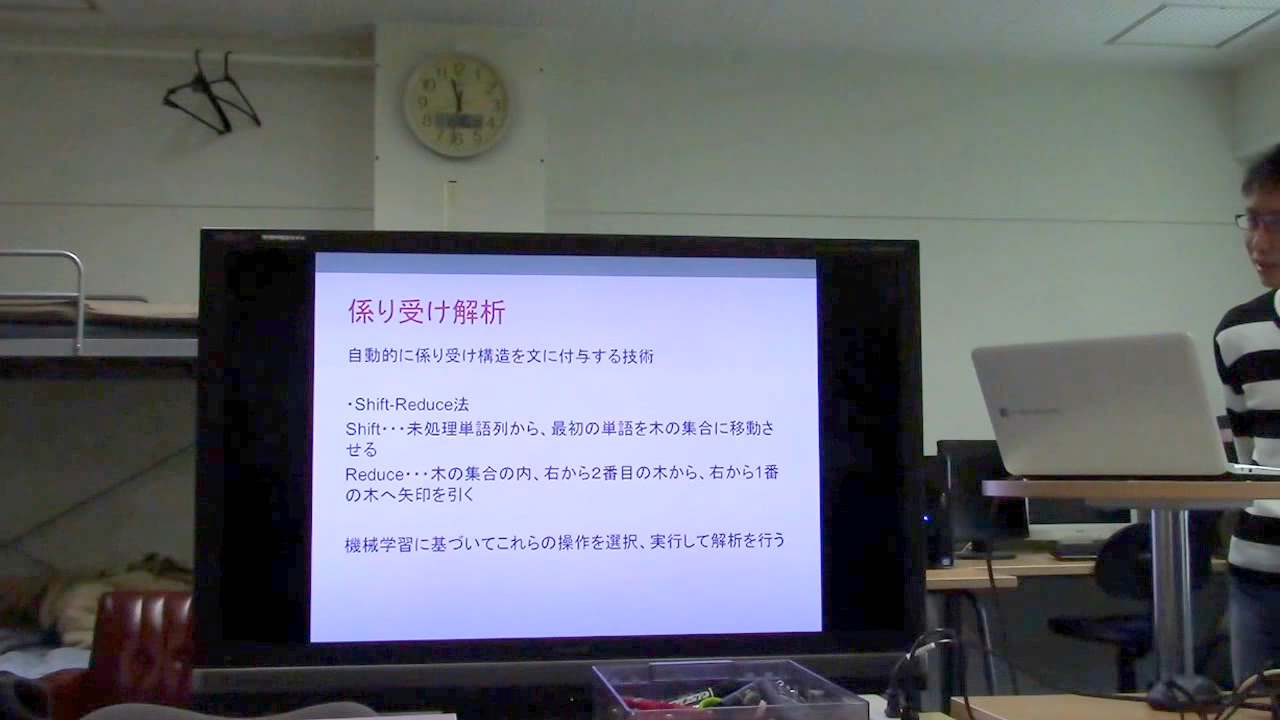 係り受け解析
自動的に係り受け構造を文に付与する技術
・Shift-Reduce法
Shift・・・未処理単語列から、最初の単語を木の集合に移動さ
せる
Reduce・・・木の集合の内、右から2番目の木から、右から1番
の木へ矢印を引く
機械学習に基づいてこれらの操作を選択、実行して解析を行う